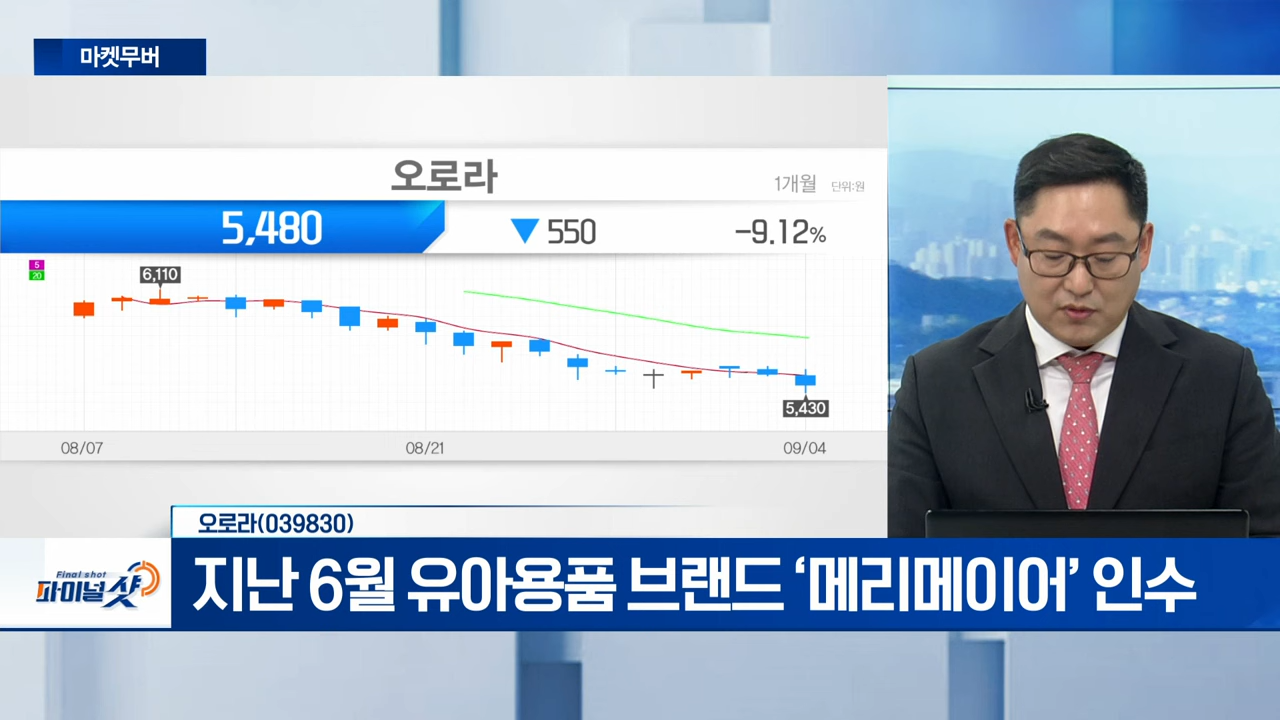 마켓무버
오로라
1개월 단위:원
5,480 ▼ 550 -9.12%
5
20
6,110
5,430
08/07 08/21 09/04
오로라(039830)
Final shot
파이널샷
지난 6월 유아용품 브랜드 ‘메리메이어’ 인수